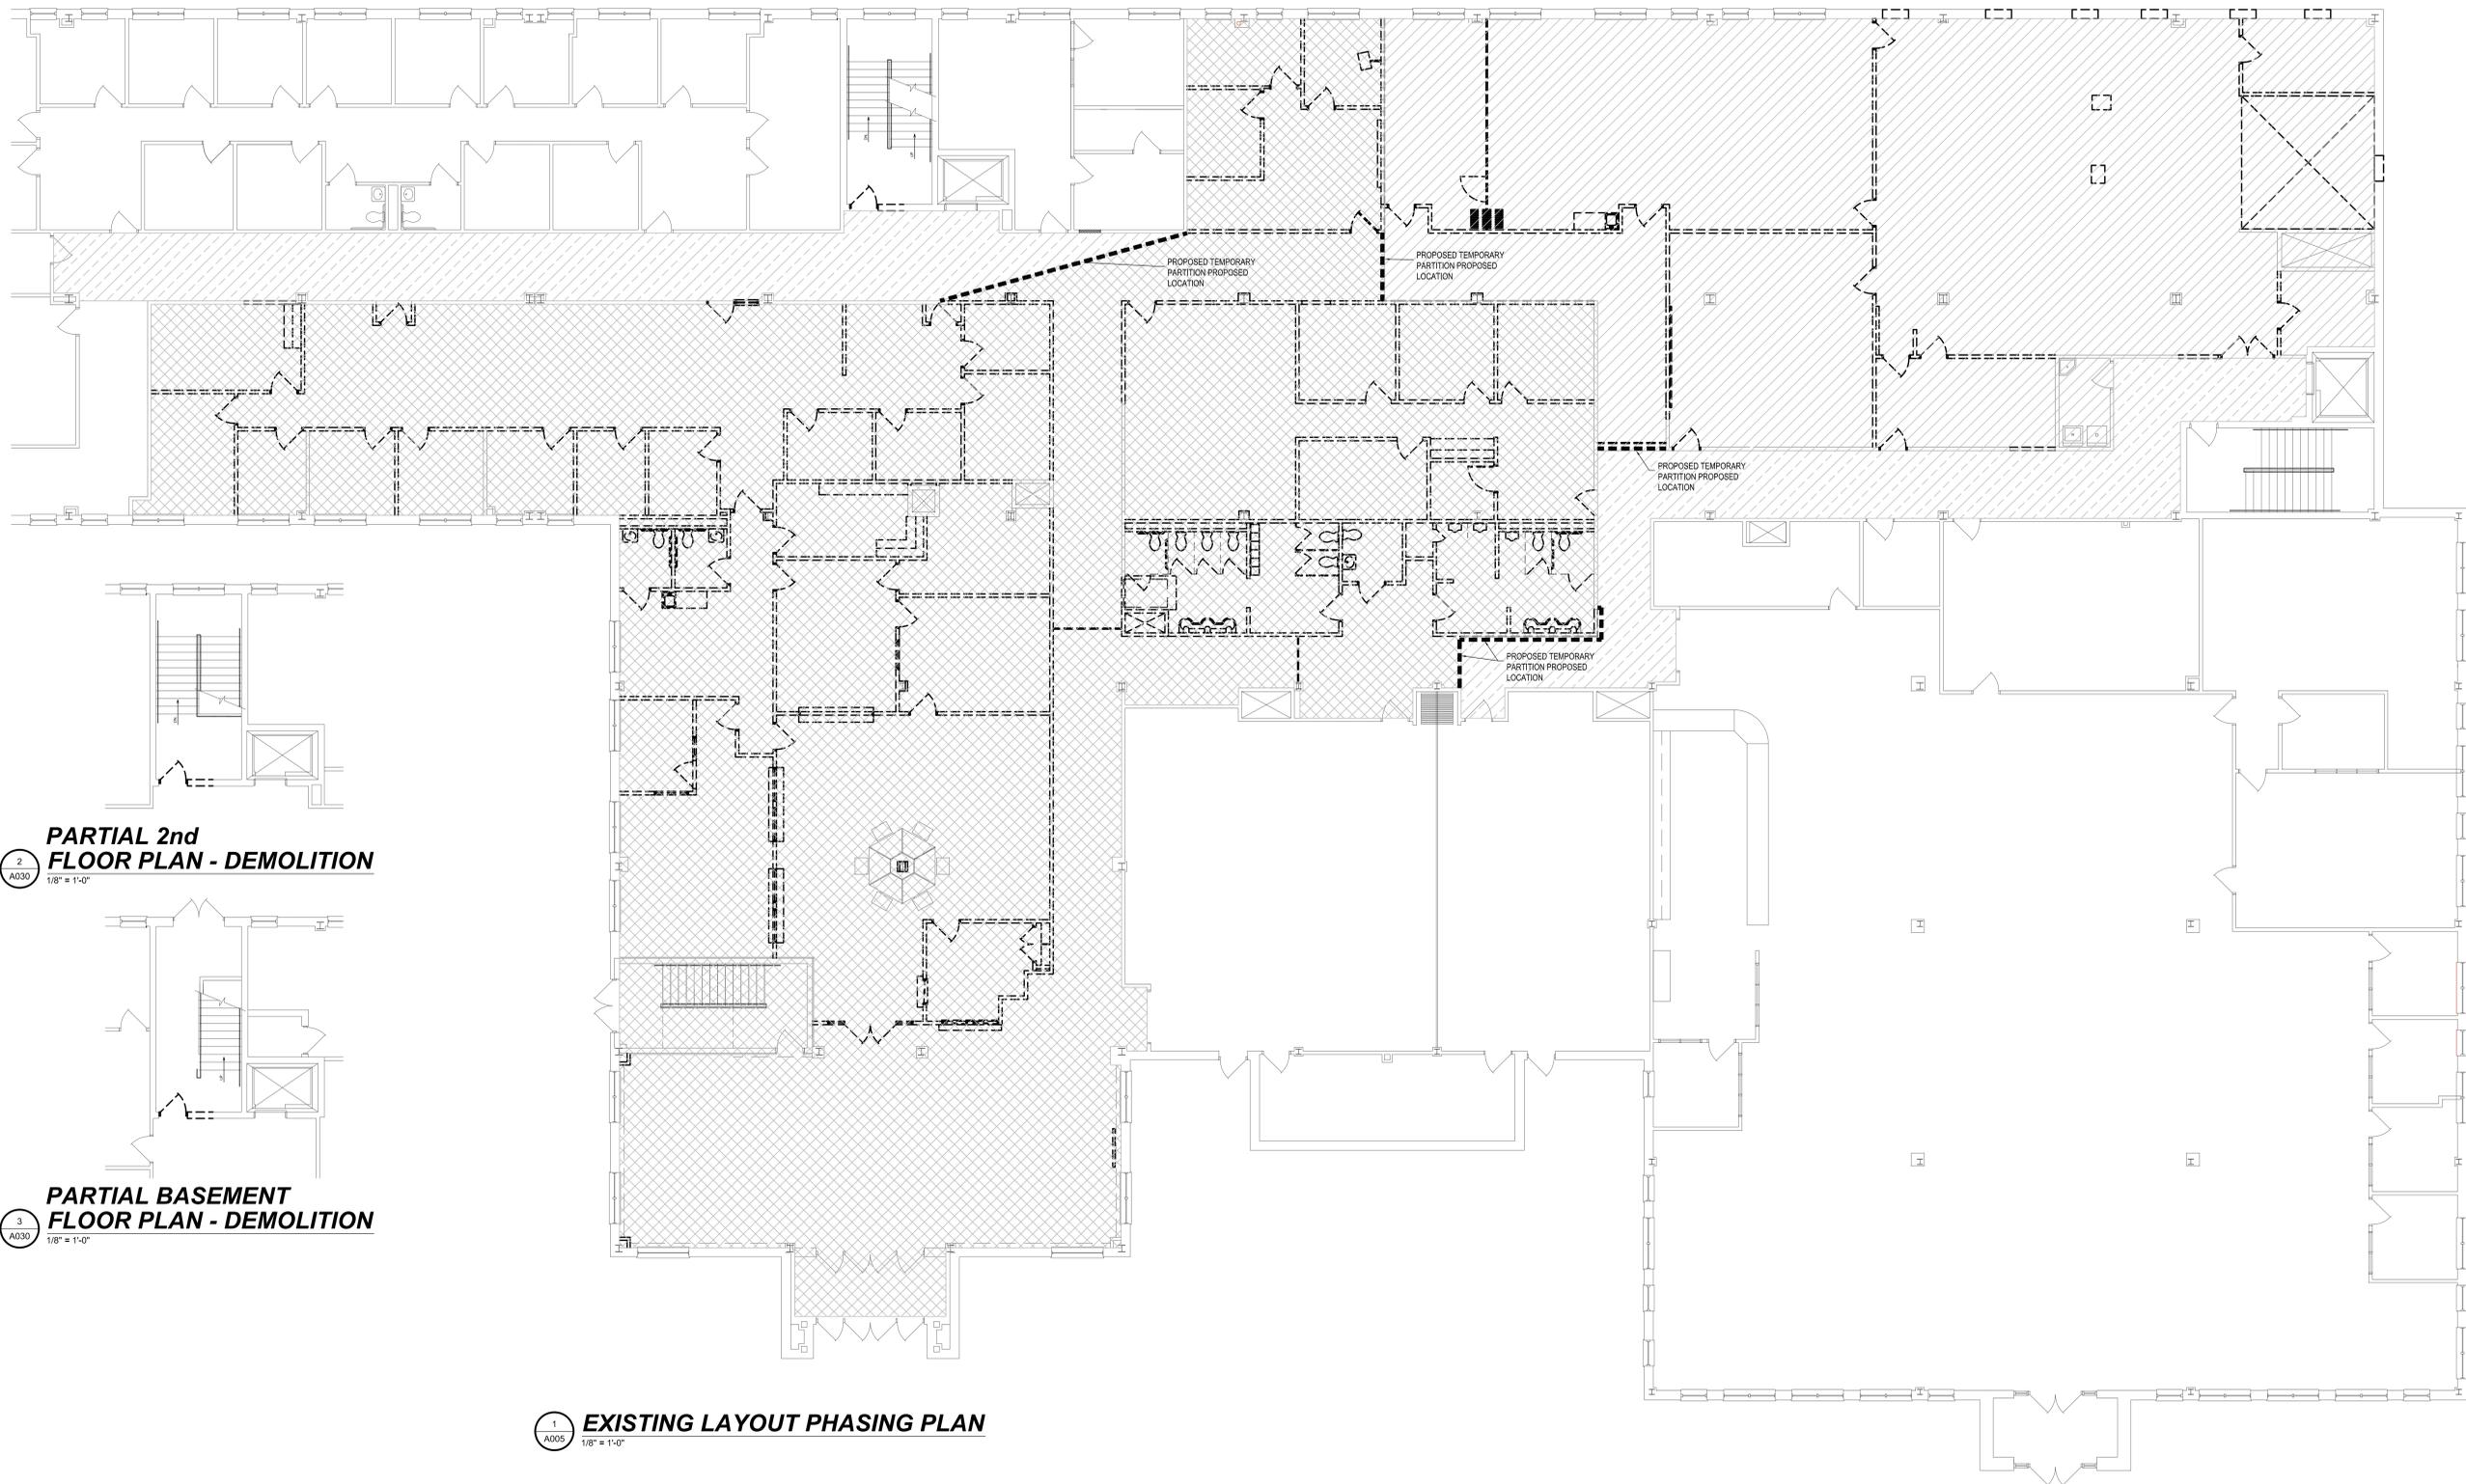 PROPOSED TEMPORARY
PARTITION PROPOSED
LOCATION
PROPOSED TEMPORARY
PARTITION PROPOSED
LOCATION
PROPOSED TEMPORARY
PARTITION PROPOSED
LOCATION
PROPOSED TEMPORARY
PARTITION PROPOSED
LOCATION
2
A030
PARTIAL 2nd
FLOOR PLAN - DEMOLITION
1/8" = 1'-0"
3
A030
PARTIAL BASEMENT
FLOOR PLAN - DEMOLITION
1/8" = 1'-0"
1
A005
EXISTING LAYOUT PHASING PLAN
1/8" = 1'-0"